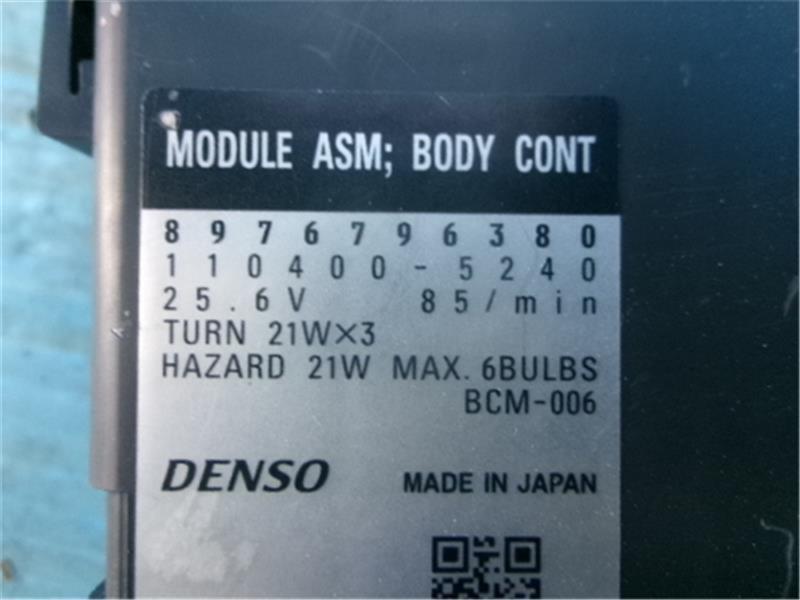 MODULE ASM; BODY CONT
8976796380
110400-5240
25.6V 85/min
TURN 21W×3
HAZARD 21W MAX. 6BULBS
BCM-006
DENSO MADE IN JAPAN